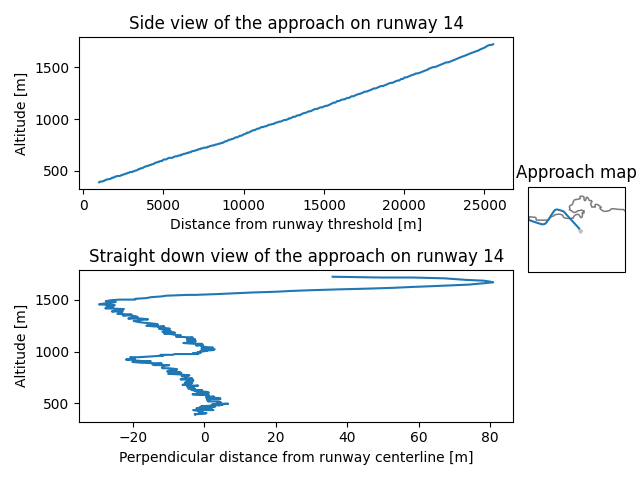 Side view of the approach on runway 14
Altitude [m]
1500
1000
500
0
5000
10000
15000
20000
25000
Distance from runway threshold [m]
Approach map
Straight down view of the approach on runway 14
Altitude [m]
1500
1000
500
−20
0
20
40
60
80
Perpendicular distance from runway centerline [m]